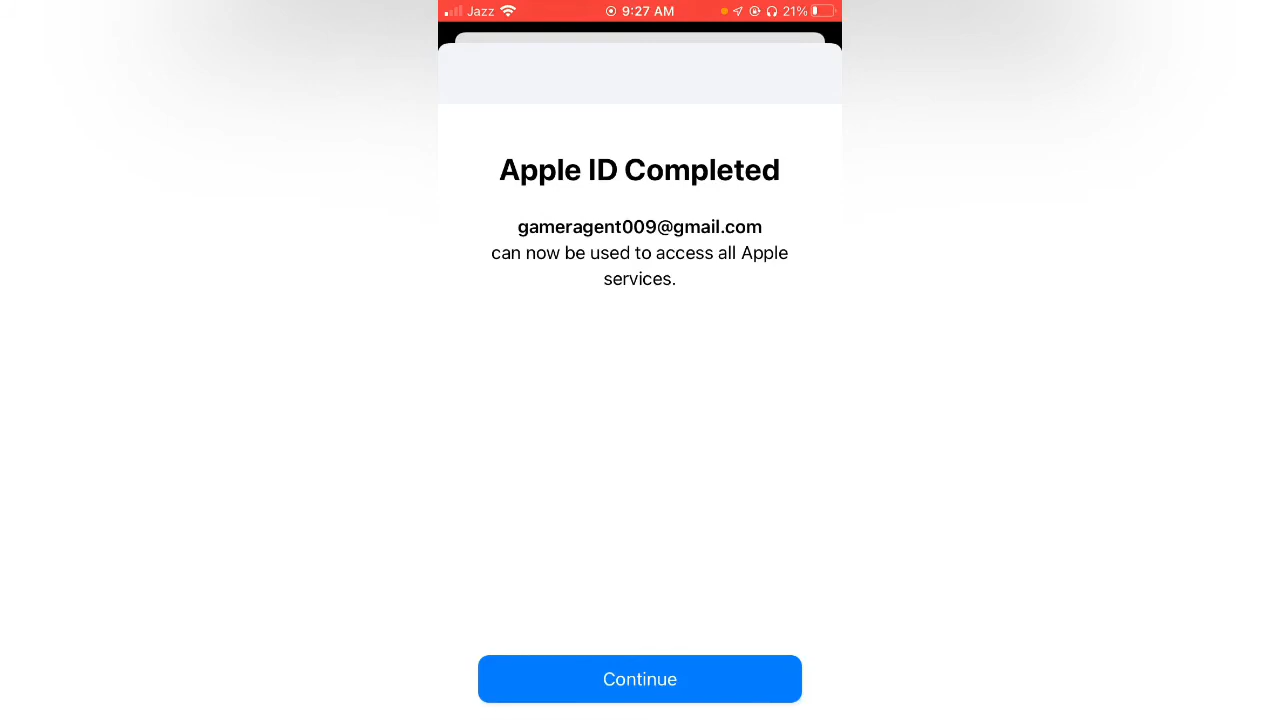 Jazz 9:27 AM 21%
Apple ID Completed
gameragent009@gmail.com
can now be used to access all Apple
services.
Continue